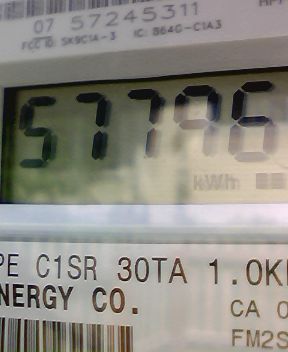 07 57245311
FCC ID: SK9C1A-3 IC: 864G-C1A3
57796
kWh
PE C1SR 30TA 1.0K
NERGY CO.
CA 0
FM2S